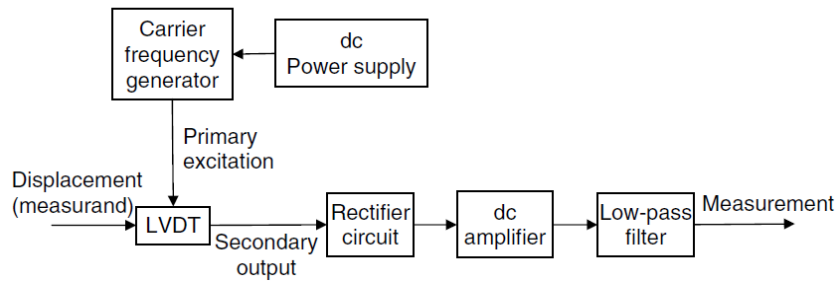 Carrier
frequency
generator
dc
Power supply
Primary
excitation
Displacement
(measurand)
LVDT
Secondary
output
Rectifier
circuit
dc
amplifier
Low-pass
filter
Measurement